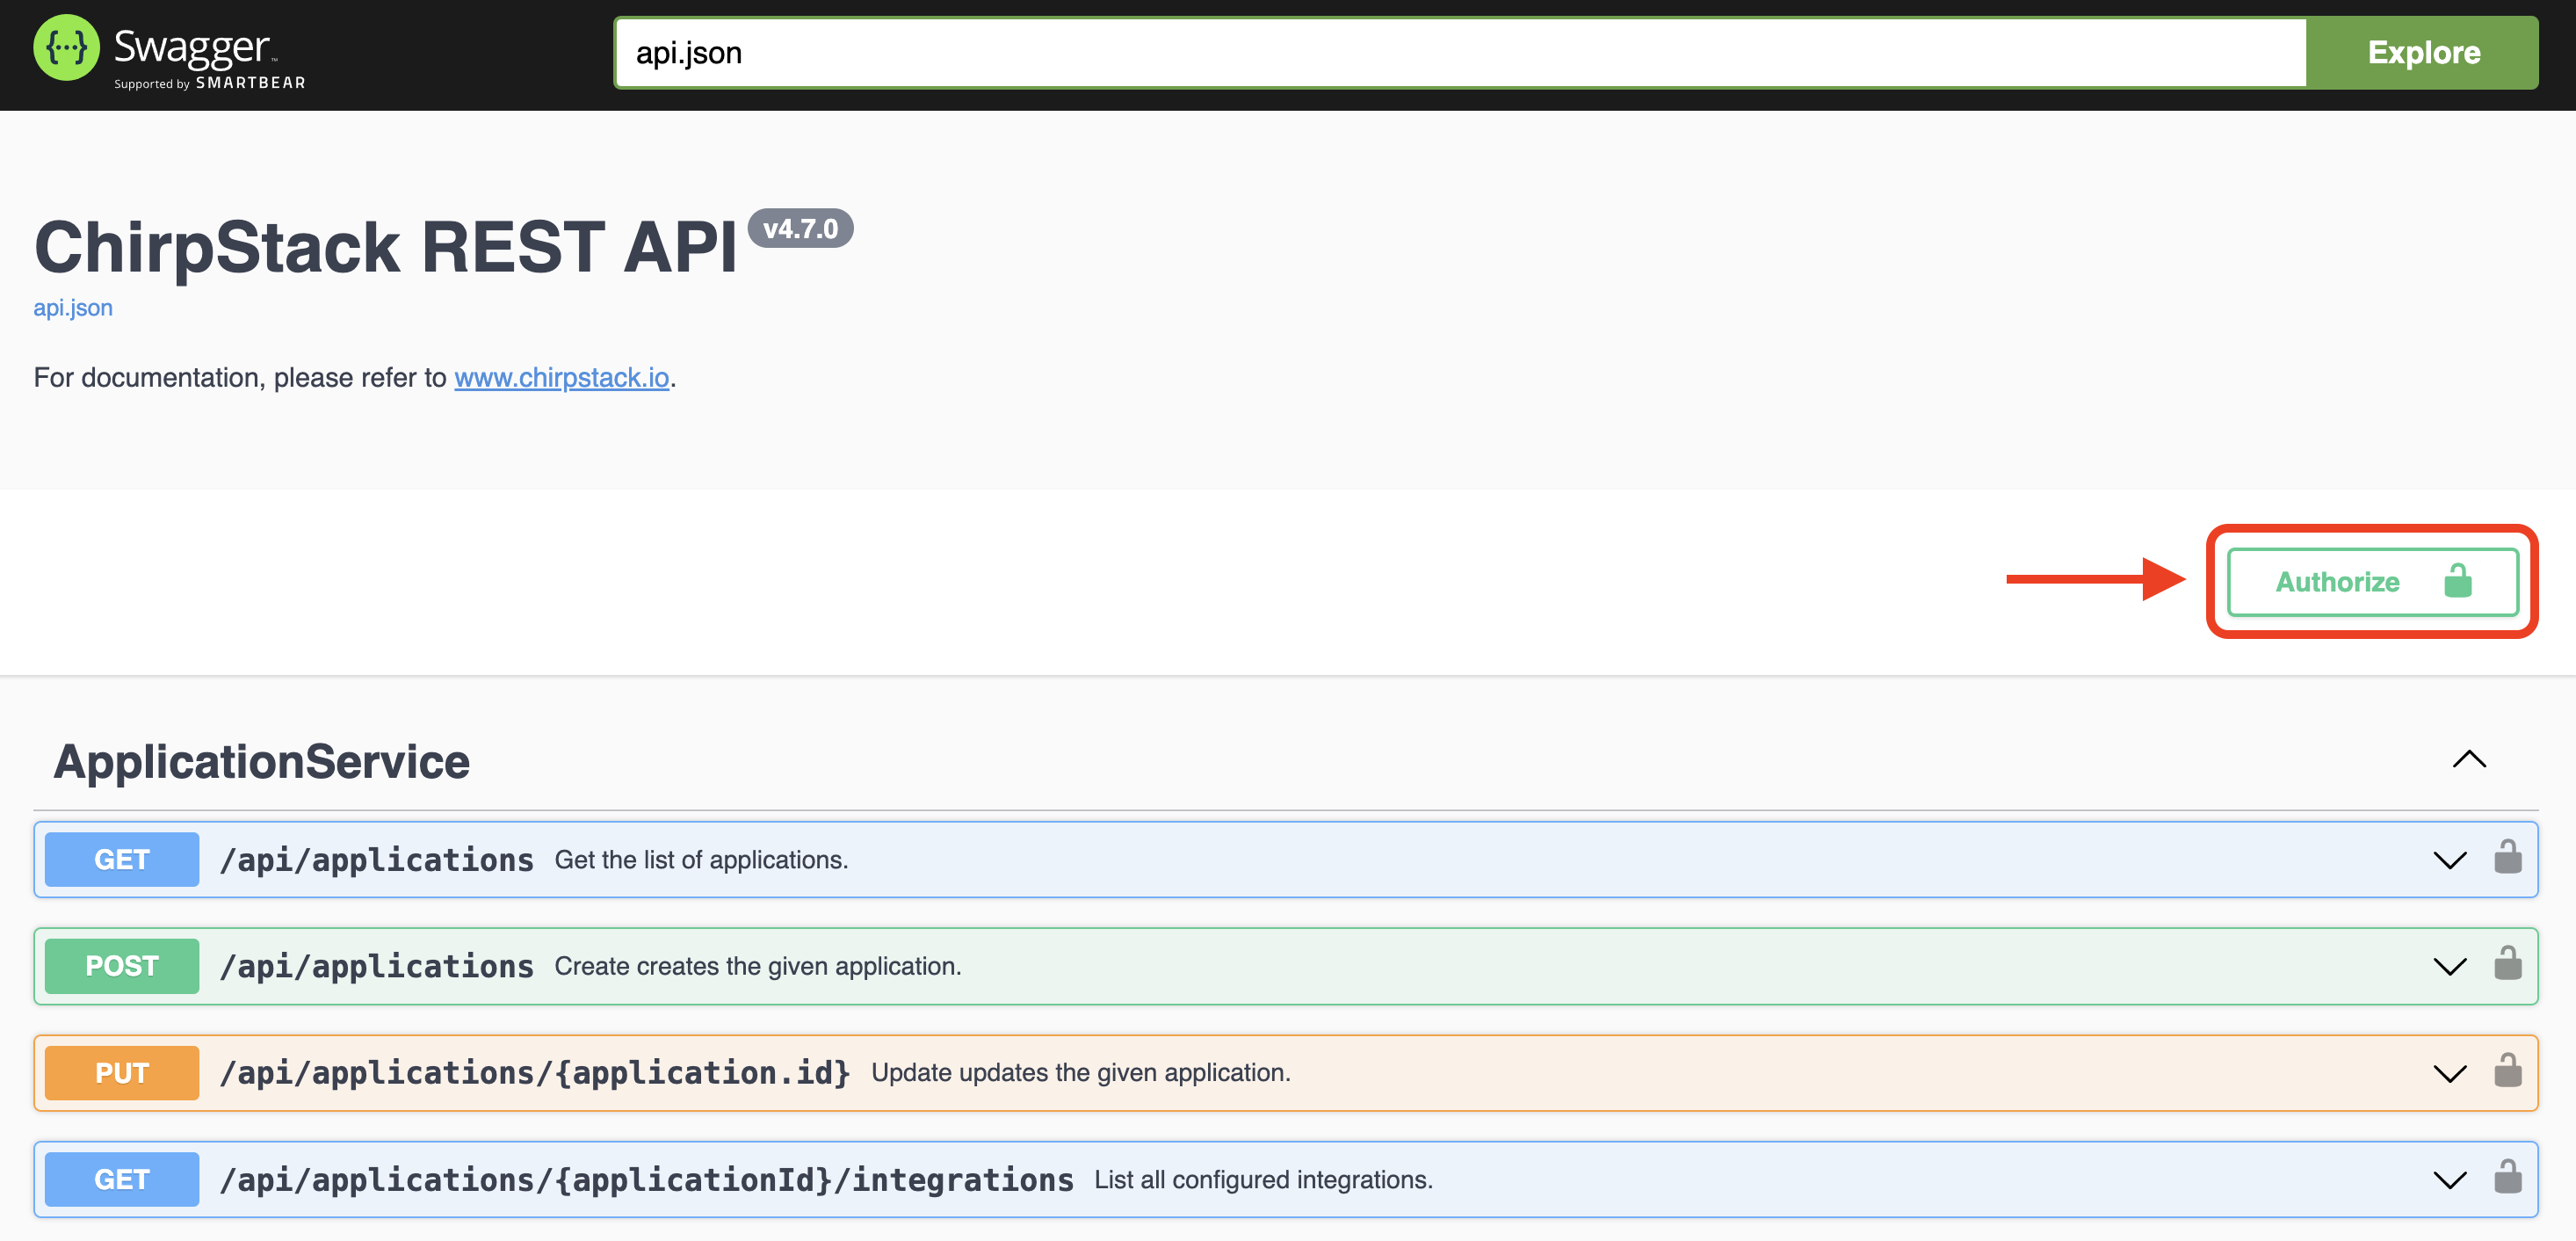 Swagger™
Supported by SMARTBEAR
api.json
Explore
ChirpStack REST API v4.7.0
api.json
For documentation, please refer to www.chirpstack.io.
Authorize
ApplicationService
GET /api/applications Get the list of applications.
POST /api/applications Create creates the given application.
PUT /api/applications/{application.id} Update updates the given application.
GET /api/applications/{applicationId}/integrations List all configured integrations.